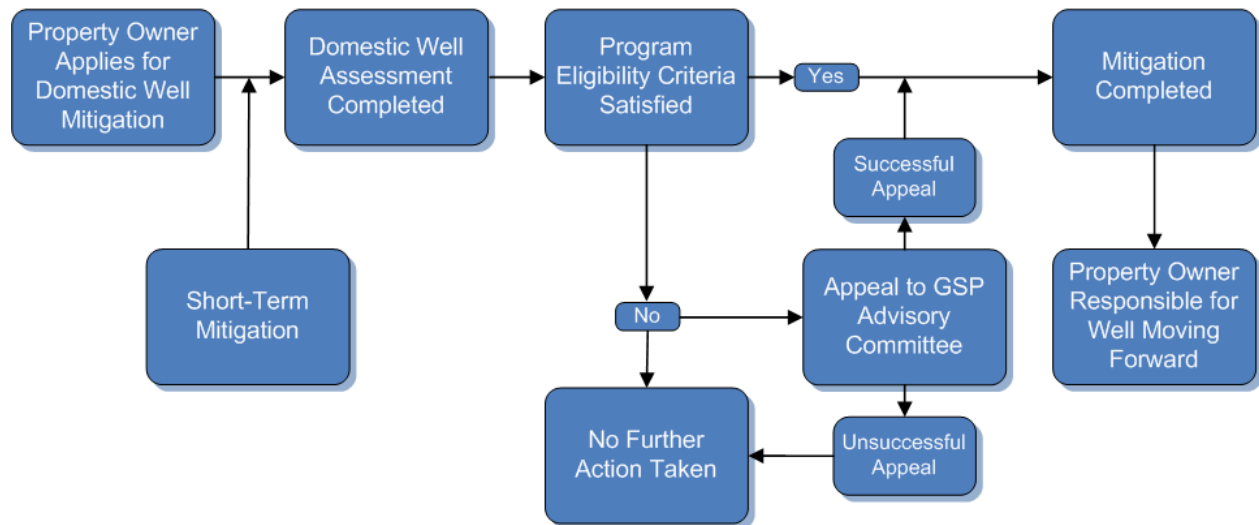 Property Owner
Applies for
Domestic Well
Mitigation
Domestic Well
Assessment
Completed
Program
Eligibility Criteria
Satisfied
Yes
Mitigation
Completed
Successful
Appeal
Short-Term
Mitigation
No
Appeal to GSP
Advisory
Committee
Property Owner
Responsible for
Well Moving
Forward
No Further
Action Taken
Unsuccessful
Appeal